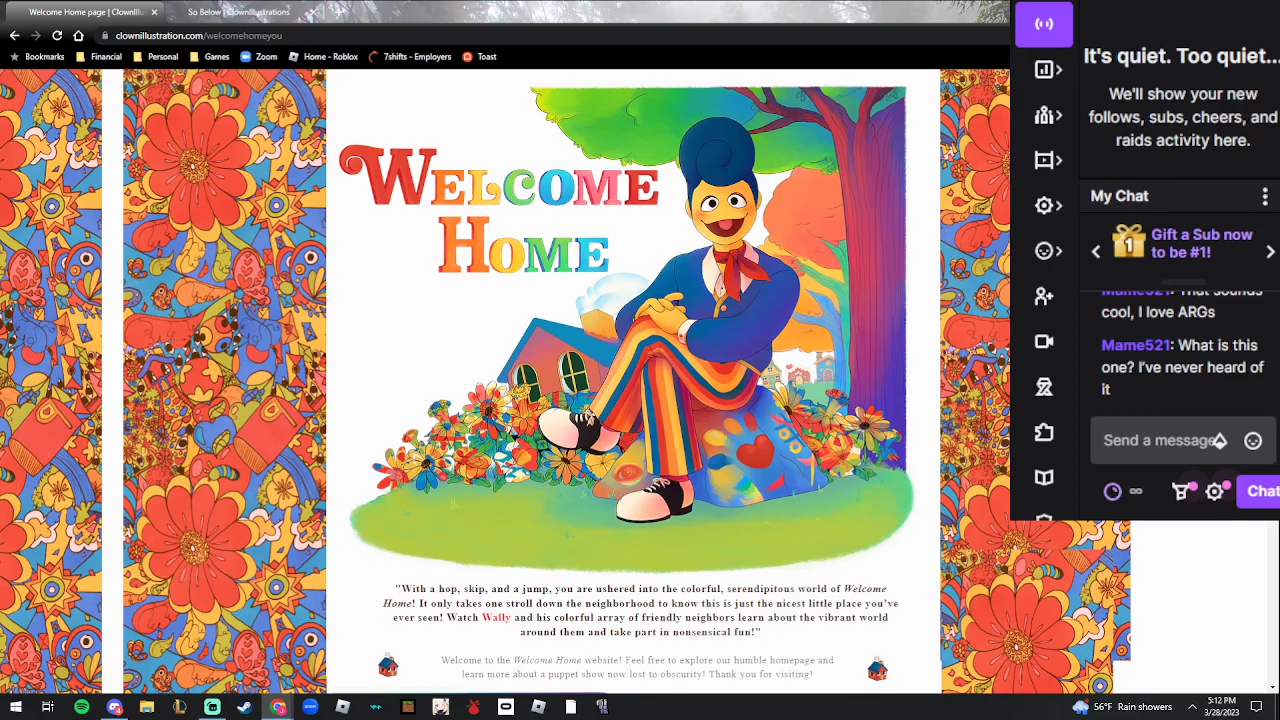 Welcome Home page | Clownillu
So Below | Clownillustrations
clownillustration.com/welcomehomeyou
Bookmarks
Financial
Personal
Games
Zoom
Home - Roblox
7shifts - Employers
Toast
WELCOME
HOME
"With a hop, skip, and a jump, you are ushered into the colorful, serendipitous world of Welcome
Home! It only takes one stroll down the neighborhood to know this is just the nicest little place you've
ever seen! Watch Wally and his colorful array of friendly neighbors learn about the vibrant world
around them and take part in nonsensical fun!"
Welcome to the Welcome Home website! Feel free to explore our humble homepage and
learn more about a puppet show now lost to obscurity! Thank you for visiting!
It's quiet. Too quiet...
We'll show your new
follows, subs, cheers, and
raids activity here.
My Chat
1
Gift a Sub now
to be #1!
Mame521: That sounds
cool, I love ARGs
Mame521: What is this
one? I've never heard of
it
Send a message
Chat
56°F Rain showers
5:12 PM
3/28/2023